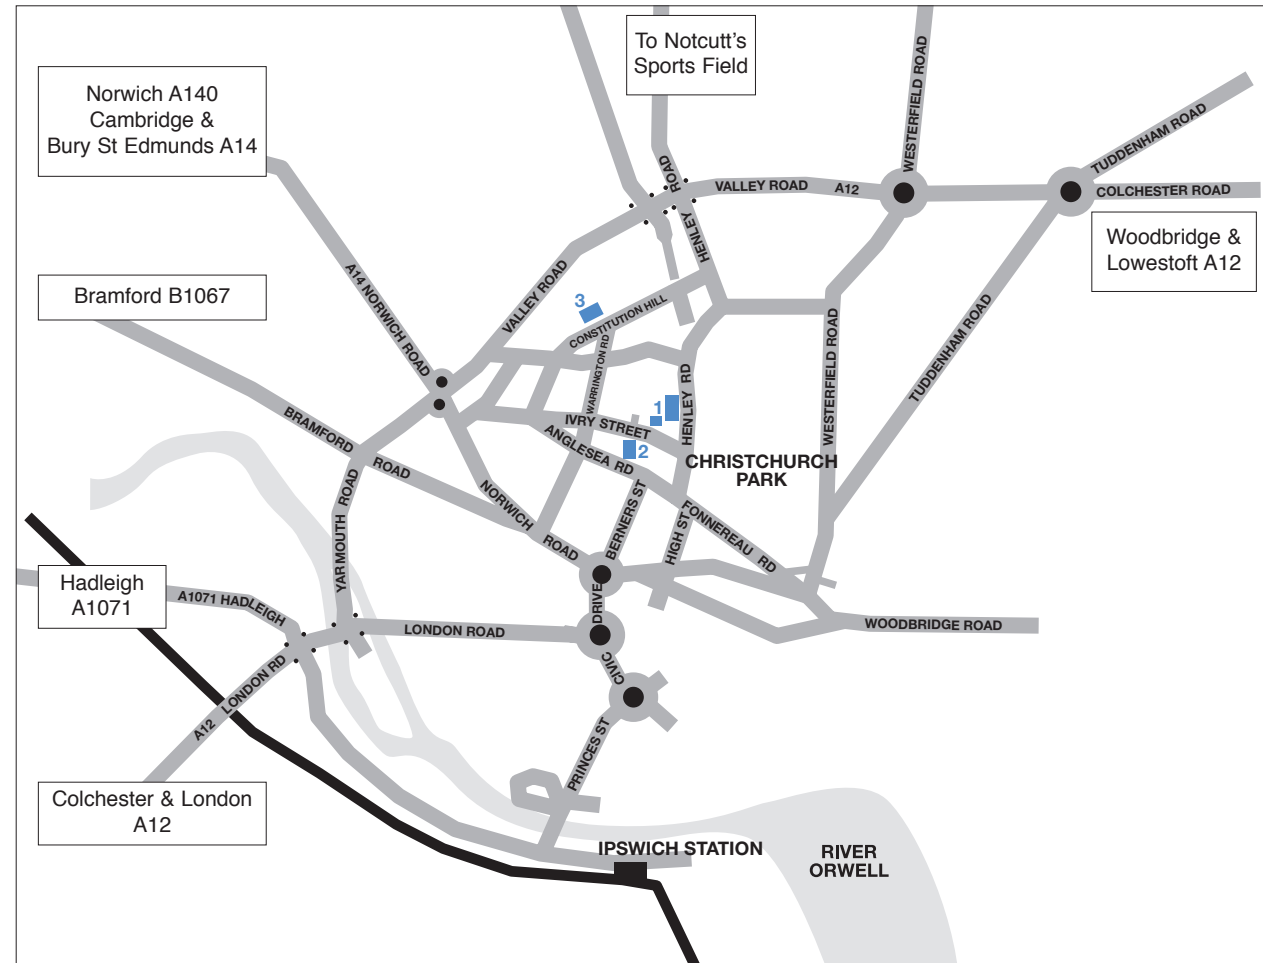 To Notcutt's
Sports Field
Norwich A140
Cambridge &
Bury St Edmunds A14
WESTERFIELD ROAD
TUDDENHAM ROAD
HENLEY ROAD
VALLEY ROAD A12
COLCHESTER ROAD
Woodbridge &
Lowestoft A12
A14 NORWICH ROAD
VALLEY ROAD
Bramford B1067
3
CONSTITUTION HILL
WARRINGTON RD
HENLEY RD
WESTERFIELD ROAD
TUDDENHAM ROAD
1
IVRY STREET
2
ANGLESEA RD
CHRISTCHURCH
PARK
BRAMFORD ROAD
YARMOUTH ROAD
NORWICH ROAD
BERNERS ST
HIGH ST
FONNEREAU RD
Hadleigh
A1071
A1071 HADLEIGH
LONDON ROAD
CIVIC DRIVE
WOODBRIDGE ROAD
A12 LONDON RD
PRINCES ST
Colchester & London
A12
IPSWICH STATION
RIVER
ORWELL